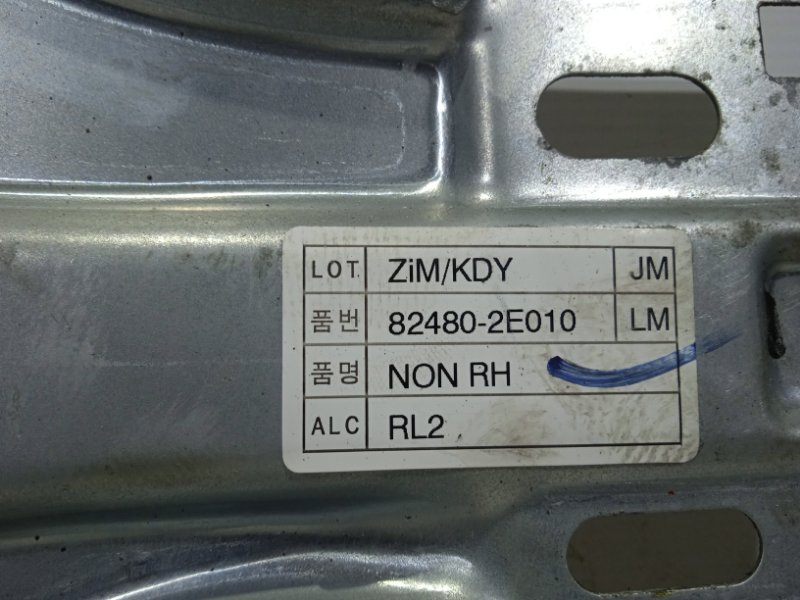 LOT ZiM/KDY JM
품번 82480-2E010 LM
품명 NON RH
ALC RL2